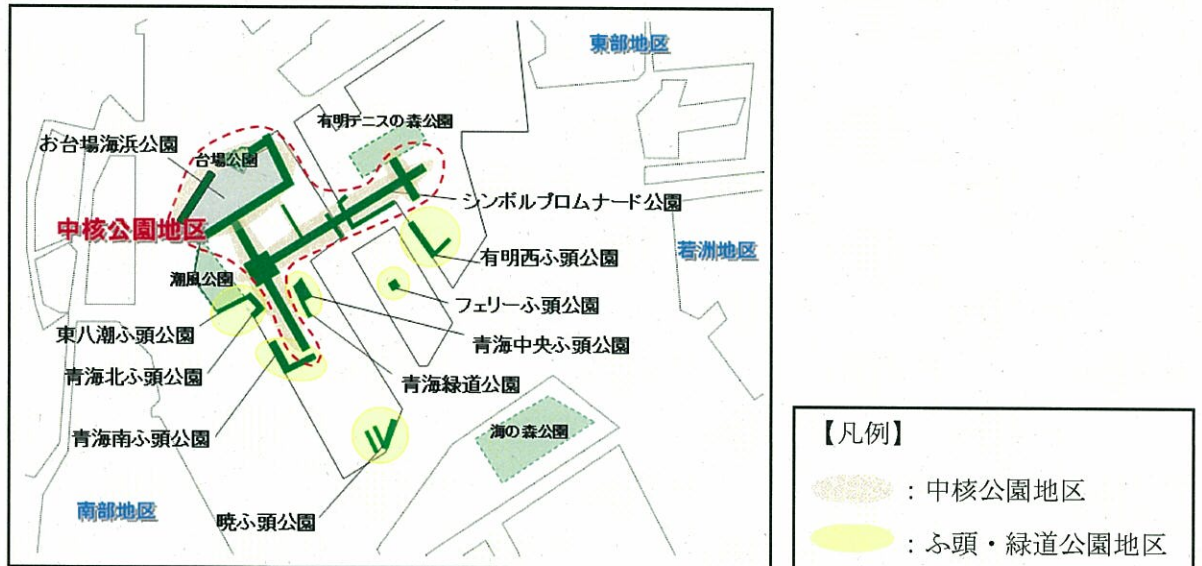 東部地区
有明テニスの森公園
お台場海浜公園
台場公園
シンボルプロムナード公園
中核公園地区
有明西ふ頭公園
若洲地区
潮風公園
フェリーふ頭公園
東八潮ふ頭公園
青海中央ふ頭公園
青海北ふ頭公園
青海緑道公園
青海南ふ頭公園
海の森公園
南部地区
暁ふ頭公園
【凡例】
：中核公園地区
：ふ頭・緑道公園地区